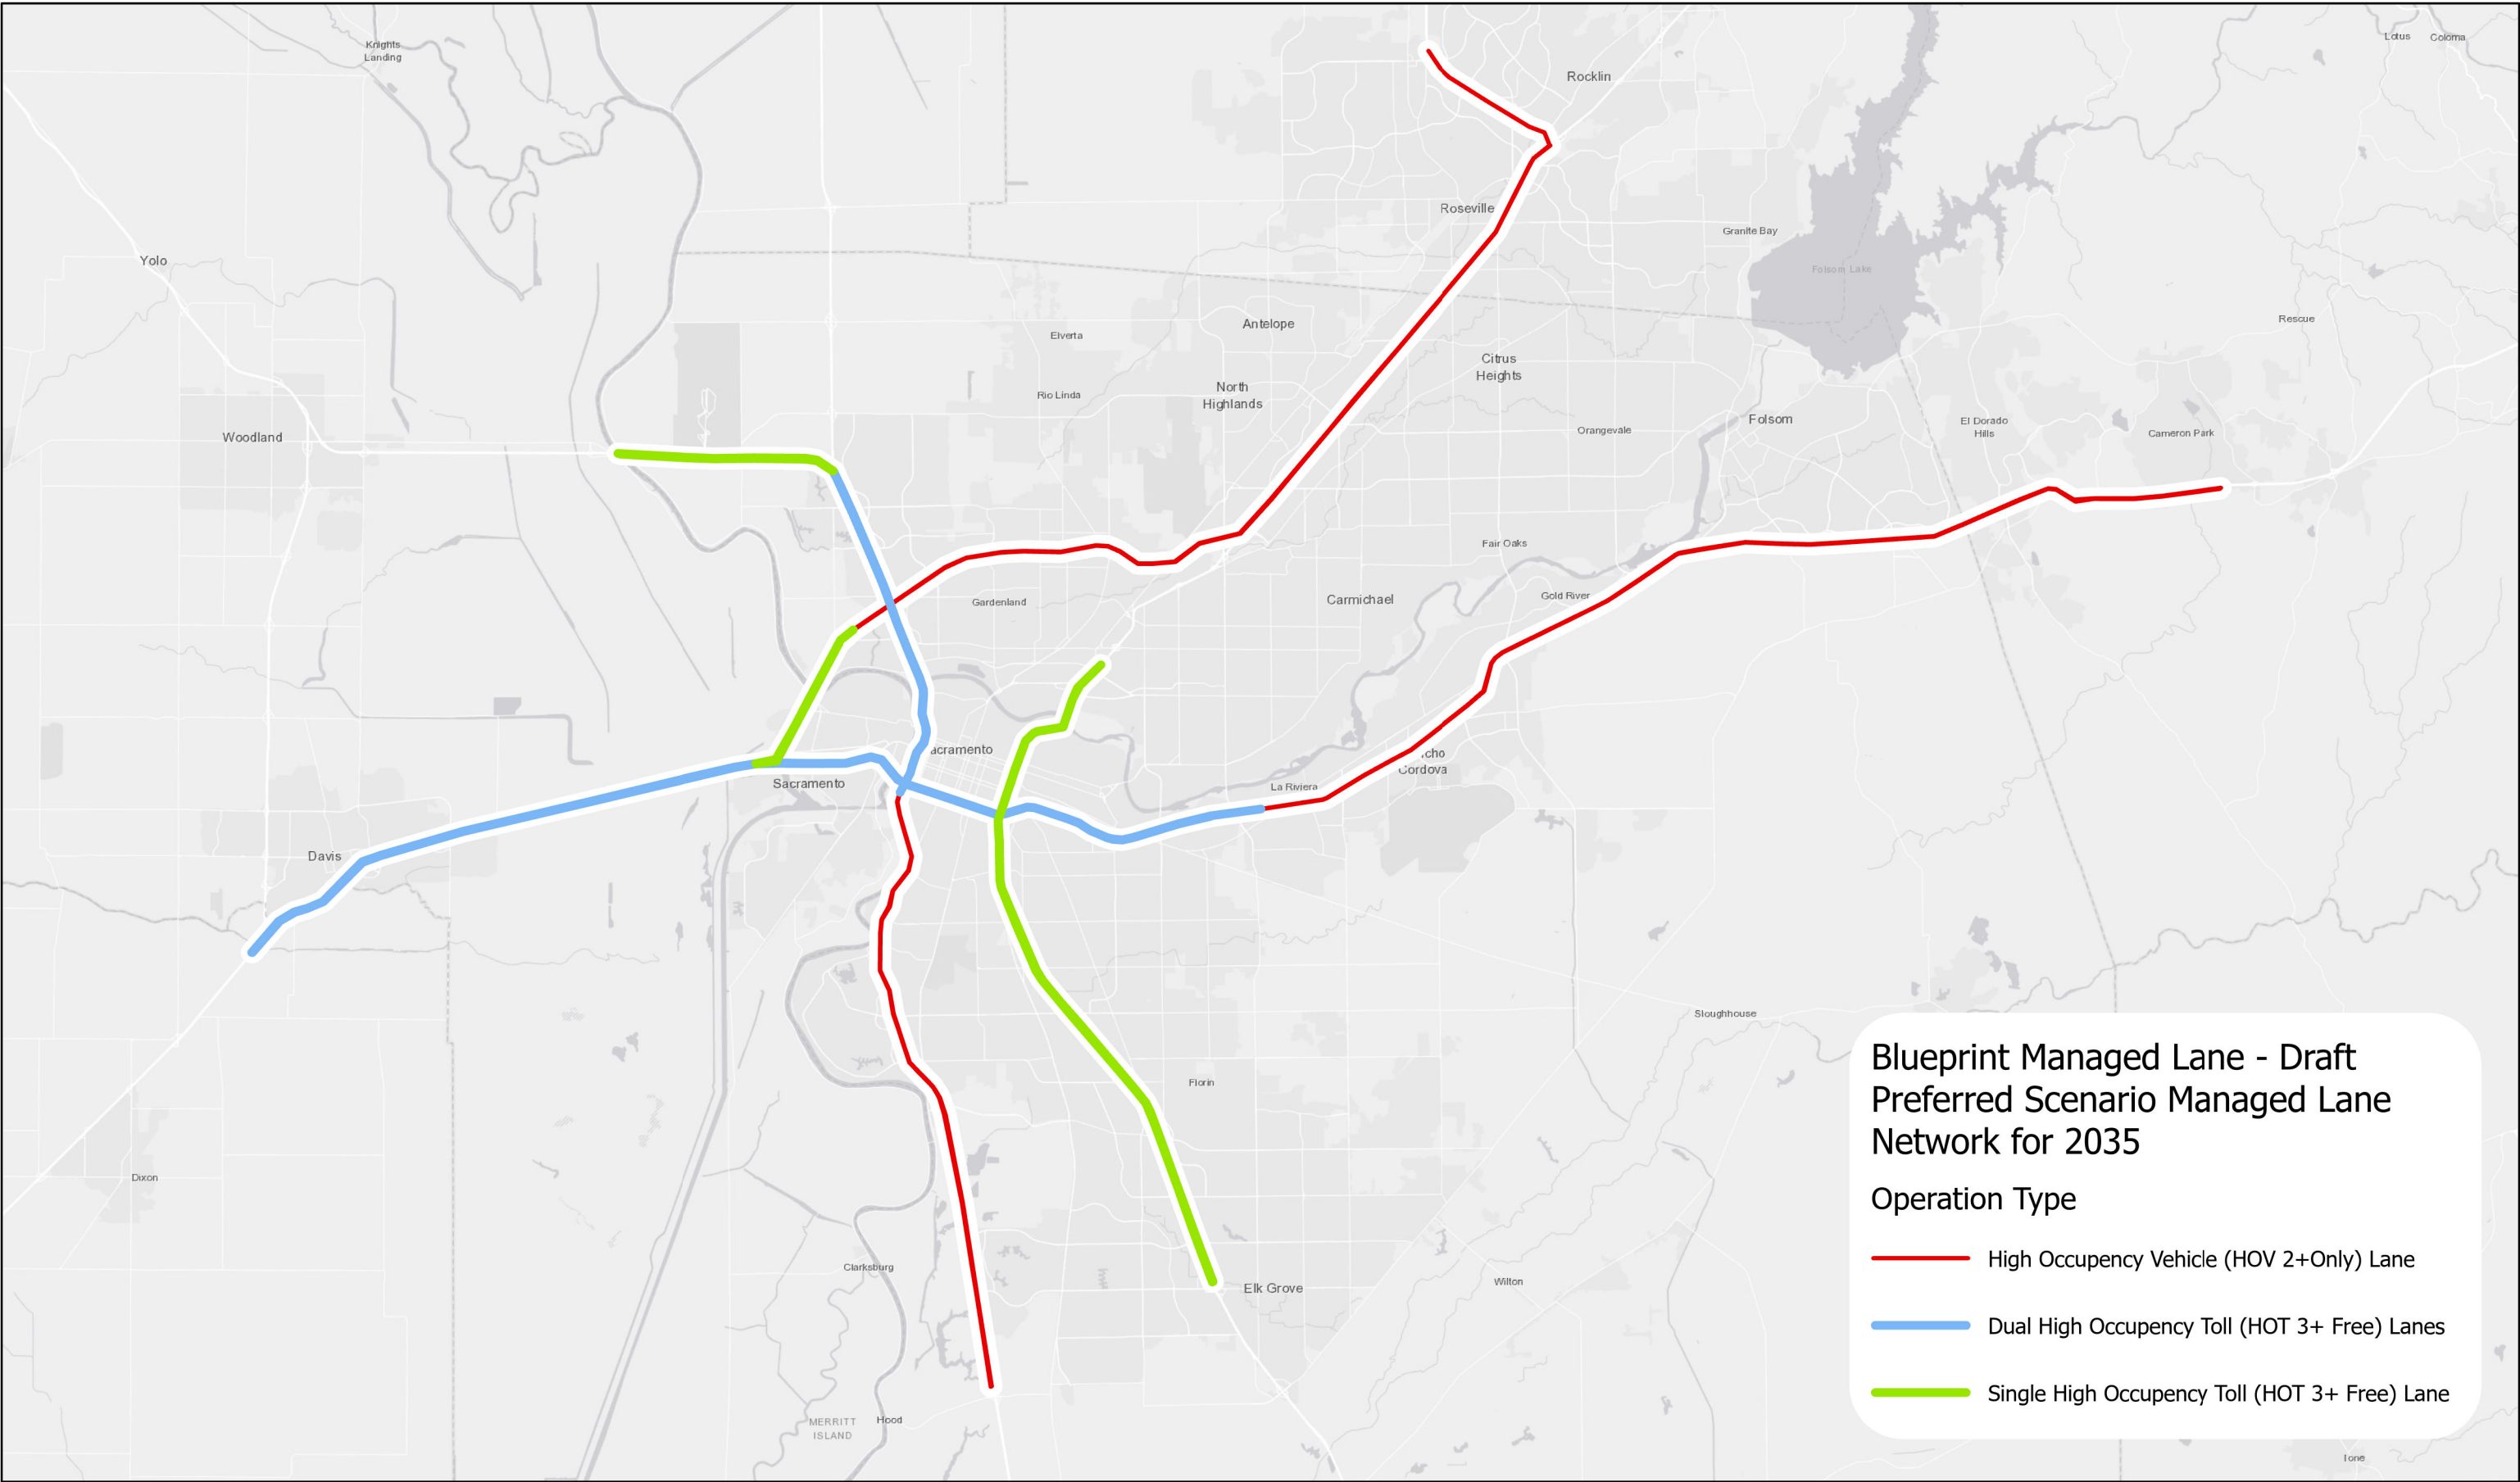 Knights
Landing
Lotus
Coloma
Rocklin
Roseville
Granite Bay
Yolo
Folsom Lake
Rescue
Antelope
Elverta
Citrus
Heights
North
Highlands
Rio Linda
Folsom
El Dorado
Hills
Cameron Park
Orangevale
Woodland
Fair Oaks
Gold River
Carmichael
Gardenland
acramento
cho
Cordova
Sacramento
La Riviera
Davis
Sloughhouse
Florin
Dixon
Clarksburg
Elk Grove
Wilton
MERRITT
ISLAND
Hood
Ione
Blueprint Managed Lane - Draft
Preferred Scenario Managed Lane
Network for 2035
Operation Type
High Occupancy Vehicle (HOV 2+Only) Lane
Dual High Occupancy Toll (HOT 3+ Free) Lanes
Single High Occupancy Toll (HOT 3+ Free) Lane